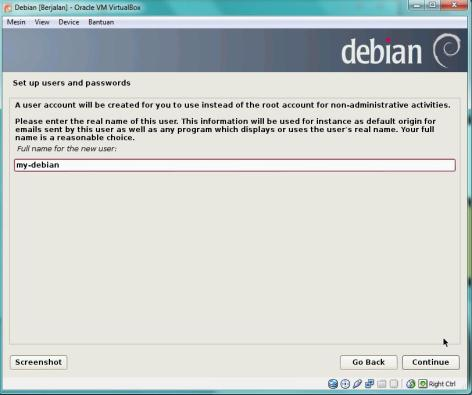 Debian [Berjalan] - Oracle VM VirtualBox
Mesin View Device Bantuan
debian
Set up users and passwords
A user account will be created for you to use instead of the root account for non-administrative activities.
Please enter the real name of this user. This information will be used for instance as default origin for
emails sent by this user as well as any program which displays or uses the user's real name. Your full
name is a reasonable choice.
Full name for the new user:
my-debian
Screenshot Go Back Continue
Right Ctrl